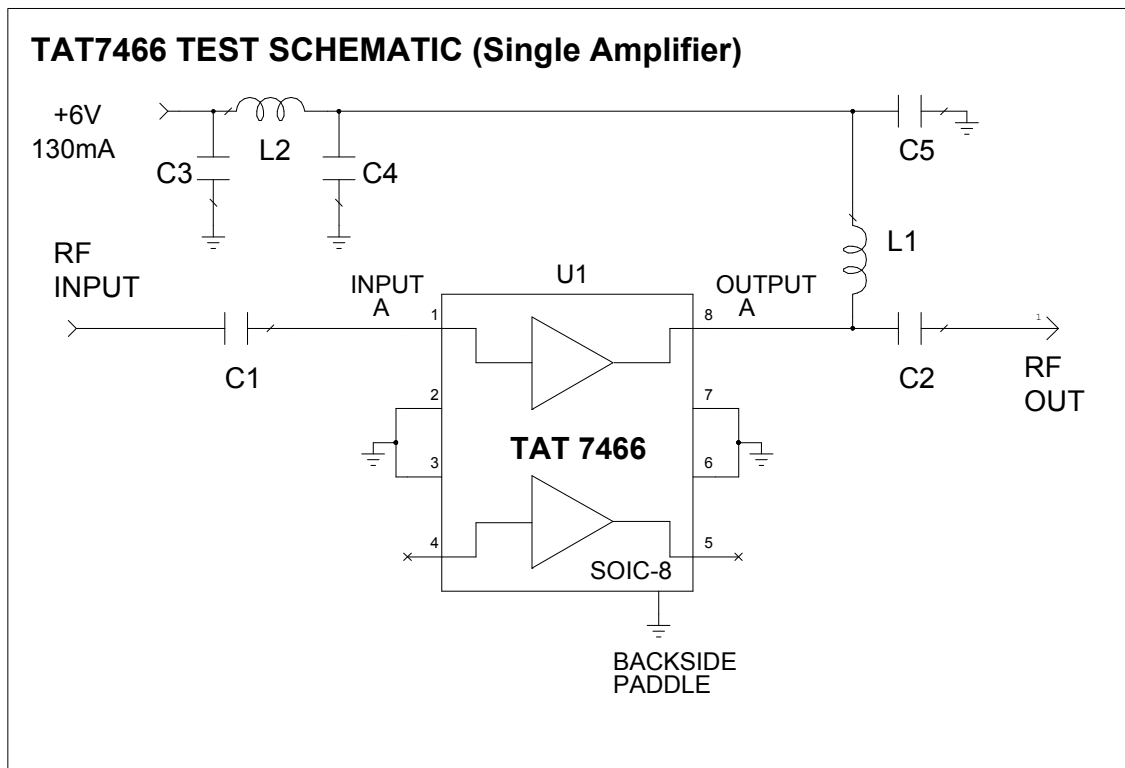 TAT7466 TEST SCHEMATIC (Single Amplifier)
+6V
130mA
C3
L2
C4
C5
L1
RF
INPUT
C1
INPUT
A
U1
OUTPUT
A
1
8
1
C2
RF
OUT
2
7
TAT 7466
3
6
4
5
SOIC-8
BACKSIDE
PADDLE